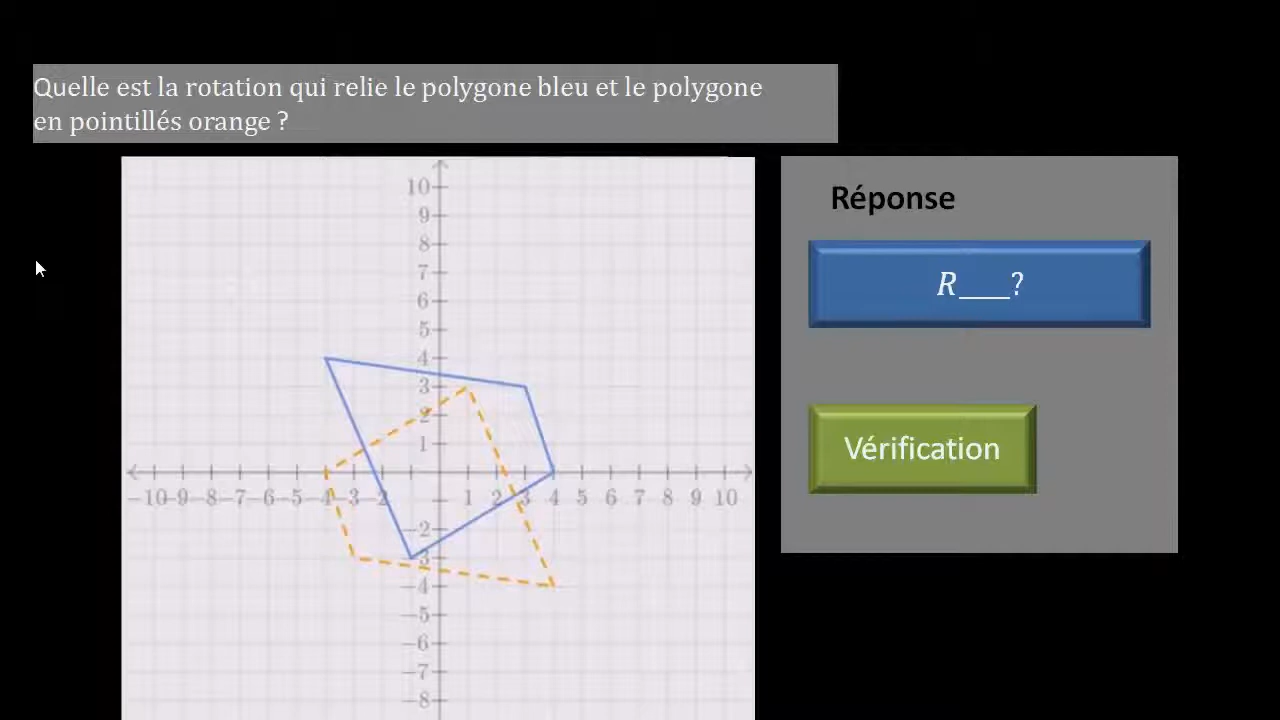 Quelle est la rotation qui relie le polygone bleu et le polygone
en pointillés orange ?
Réponse
R___?
Vérification
10
9
8
7
6
5
4
3
2
1
−10 −9 −8 −7 −6 −5 −4 −3 −2 1 2 3 4 5 6 7 8 9 10
−2
−3
−4
−5
−6
−7
−8